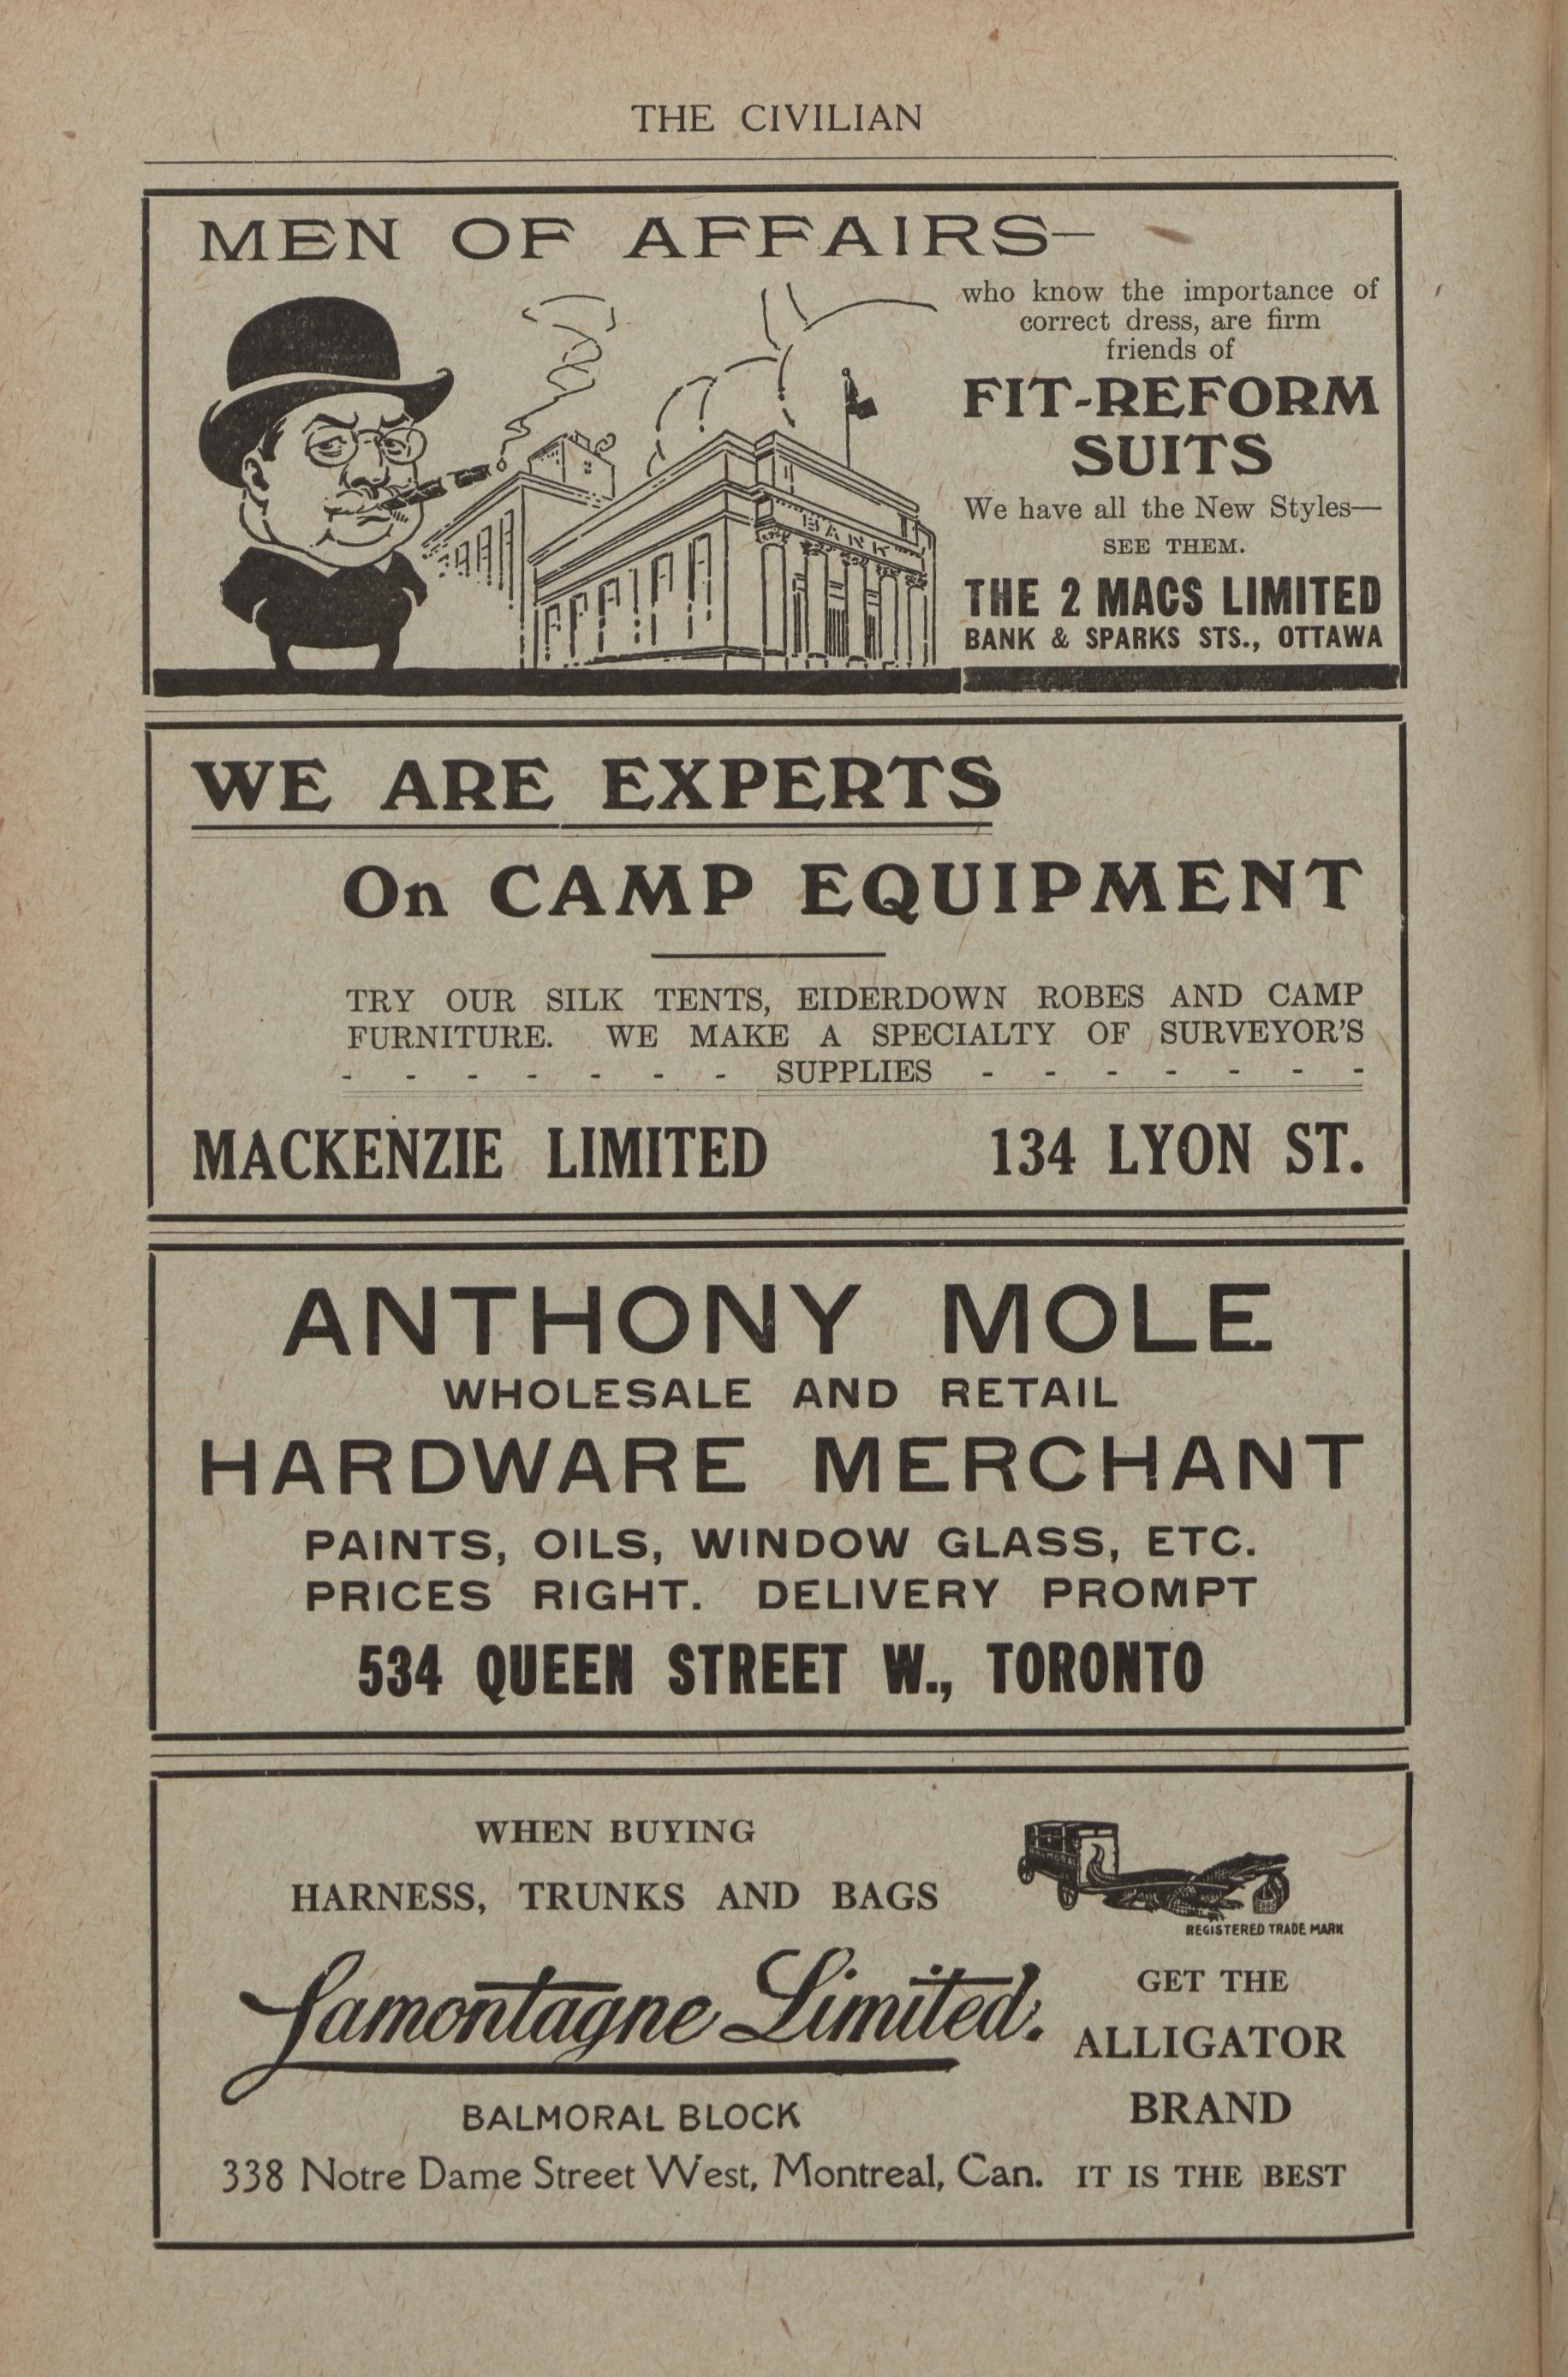 THE CIVILIAN
MEN OF AFFAIRS—
who know the importance of
correct dress, are firm
friends of
FIT-REFORM
SUITS
We have all the New Styles—
SEE THEM.
THE 2 MACS LIMITED
BANK & SPARKS STS., OTTAWA
BANK
WE ARE EXPERTS
On CAMP EQUIPMENT
TRY OUR SILK TENTS, EIDERDOWN ROBES AND CAMP
FURNITURE. WE MAKE A SPECIALTY OF SURVEYOR'S
- - - - - - - SUPPLIES - - - - - - -
MACKENZIE LIMITED 134 LYON ST.
ANTHONY MOLE
WHOLESALE AND RETAIL
HARDWARE MERCHANT
PAINTS, OILS, WINDOW GLASS, ETC.
PRICES RIGHT. DELIVERY PROMPT
534 QUEEN STREET W., TORONTO
WHEN BUYING
HARNESS, TRUNKS AND BAGS
Lamontagne Limited.
BALMORAL BLOCK
338 Notre Dame Street West, Montreal, Can.
REGISTERED TRADE MARK
GET THE
ALLIGATOR
BRAND
IT IS THE BEST